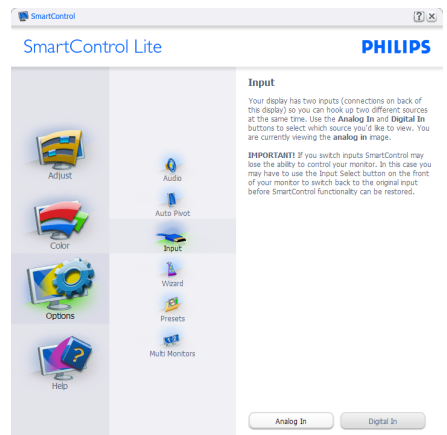 SmartControl
SmartControl Lite
PHILIPS
Adjust
Color
Options
Help
Audio
Auto Pivot
Input
Wizard
Presets
Multi Monitors
Input
Your display has two inputs (connections on back of
this display) so you can hook up two different sources
at the same time. Use the Analog In and Digital In
buttons to select which source you'd like to view. You
are currently viewing the analog in image.
IMPORTANT! If you switch inputs SmartControl may
lose the ability to control your monitor. In this case you
may have to use the Input Select button on the front
of your monitor to switch back to the original input
before SmartControl functionality can be restored.
Analog In
Digital In